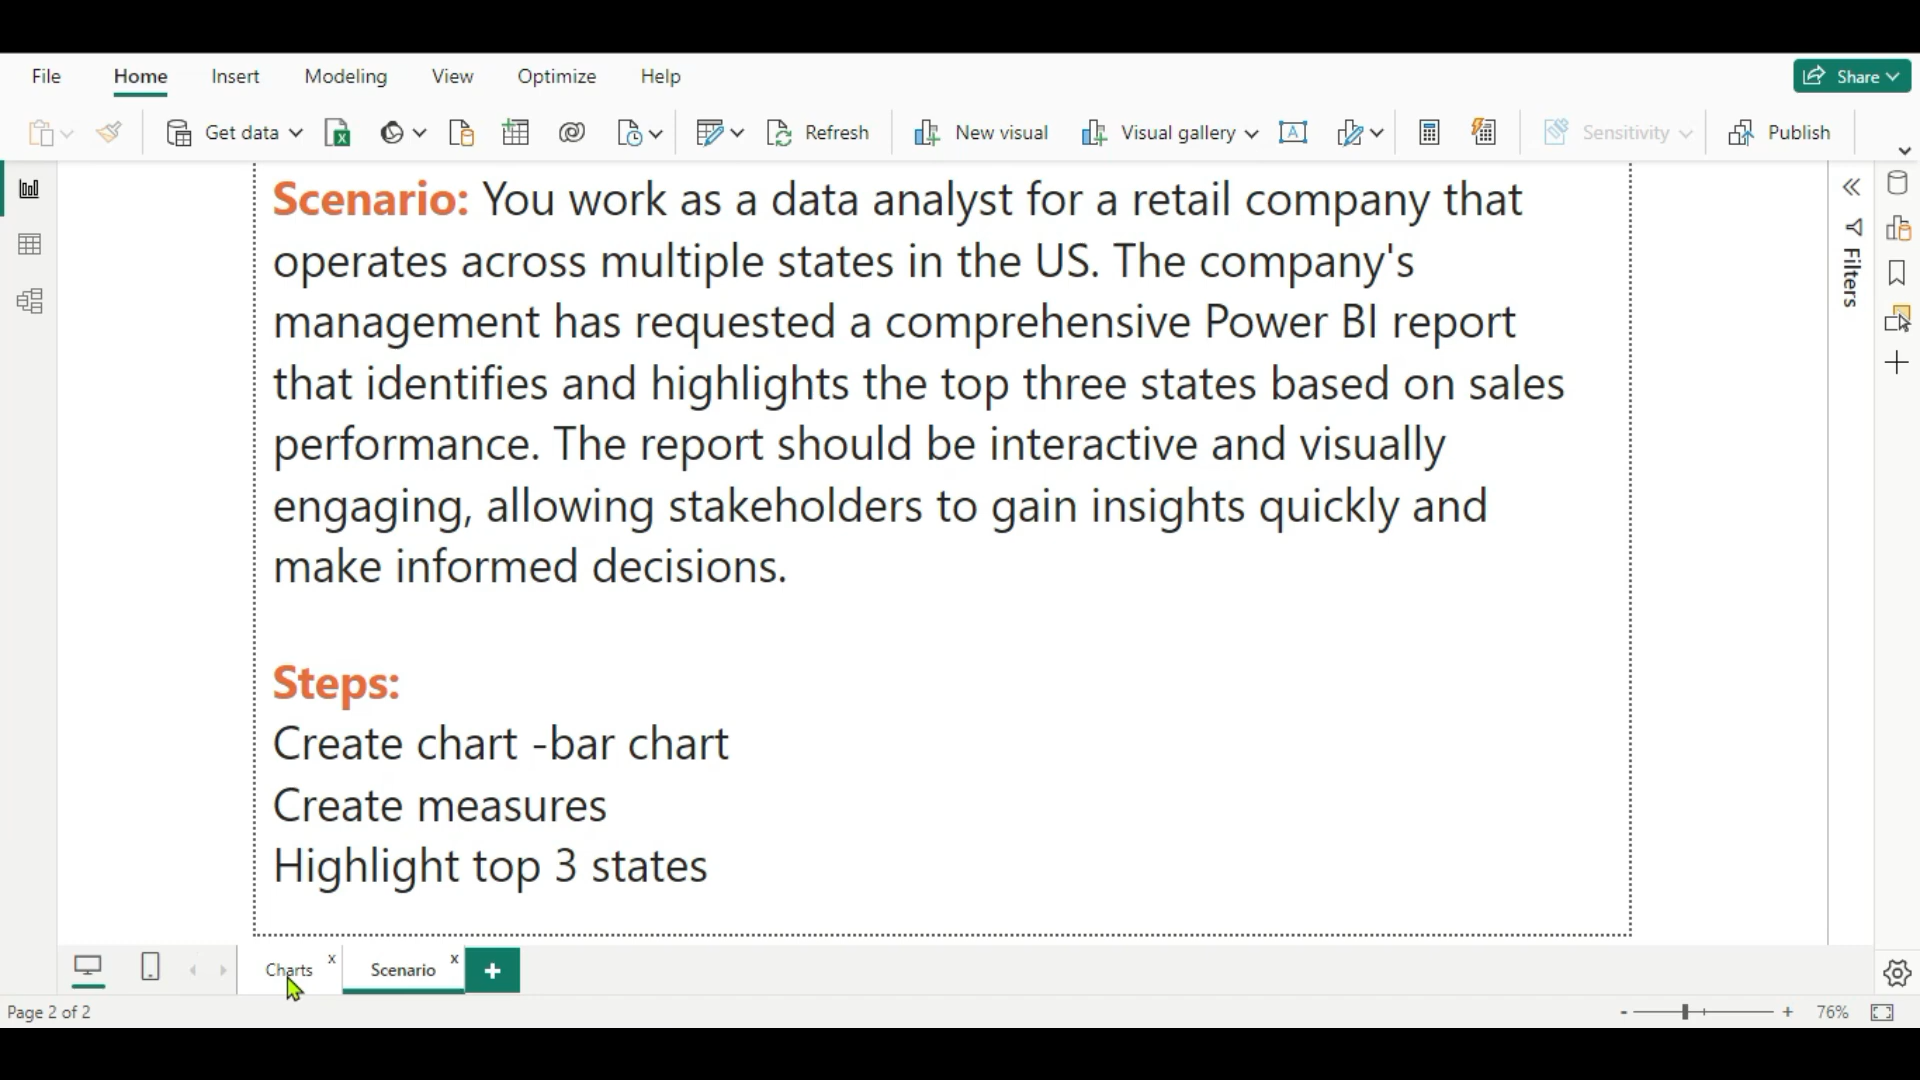 File Home Insert Modeling View Optimize Help Share
Get data Refresh New visual Visual gallery A Sensitivity Publish
Scenario: You work as a data analyst for a retail company that
operates across multiple states in the US. The company's
management has requested a comprehensive Power BI report
that identifies and highlights the top three states based on sales
performance. The report should be interactive and visually
engaging, allowing stakeholders to gain insights quickly and
make informed decisions.
Steps:
Create chart -bar chart
Create measures
Highlight top 3 states
Filters
Charts x Scenario x +
Page 2 of 2 - + 76%